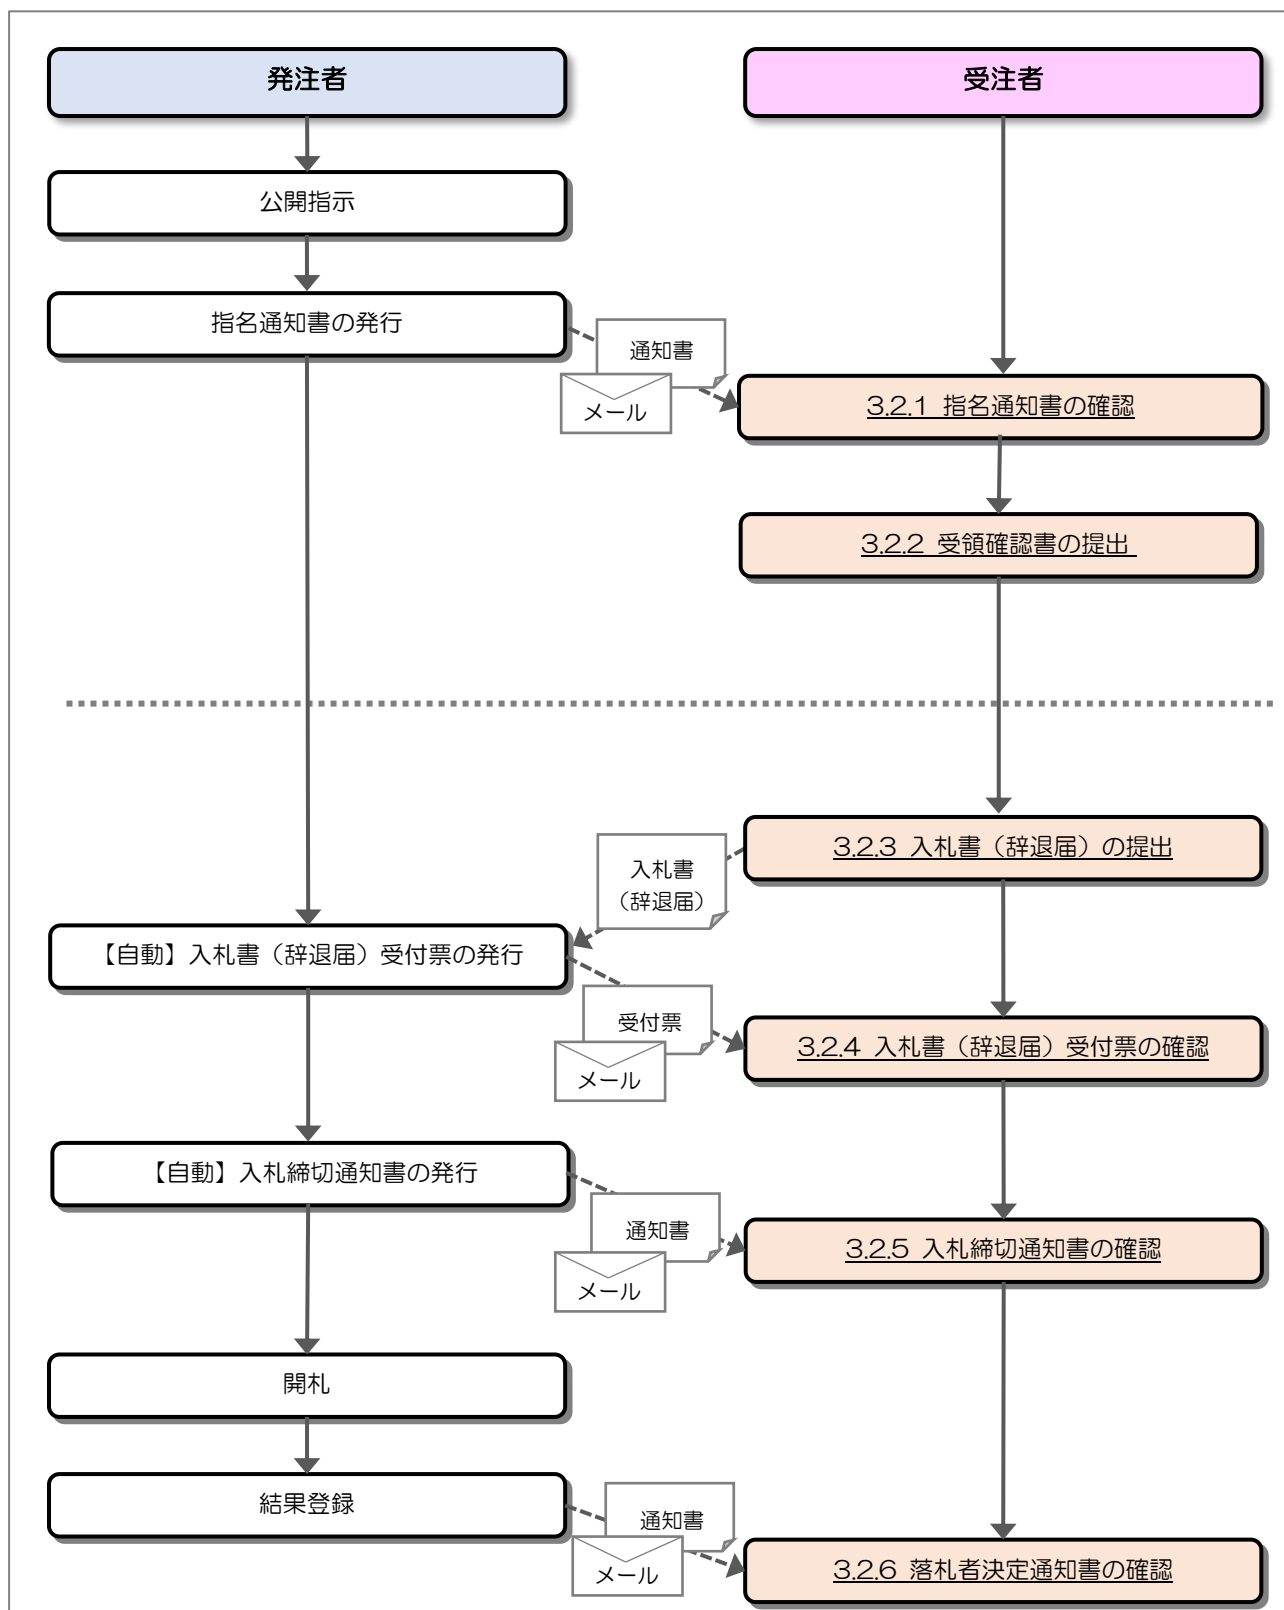 発注者
受注者
公開指示
指名通知書の発行
通知書
メール
3.2.1 指名通知書の確認
3.2.2 受領確認書の提出
3.2.3 入札書（辞退届）の提出
入札書
（辞退届）
【自動】入札書（辞退届）受付票の発行
受付票
メール
3.2.4 入札書（辞退届）受付票の確認
【自動】入札締切通知書の発行
通知書
メール
3.2.5 入札締切通知書の確認
開札
結果登録
通知書
メール
3.2.6 落札者決定通知書の確認